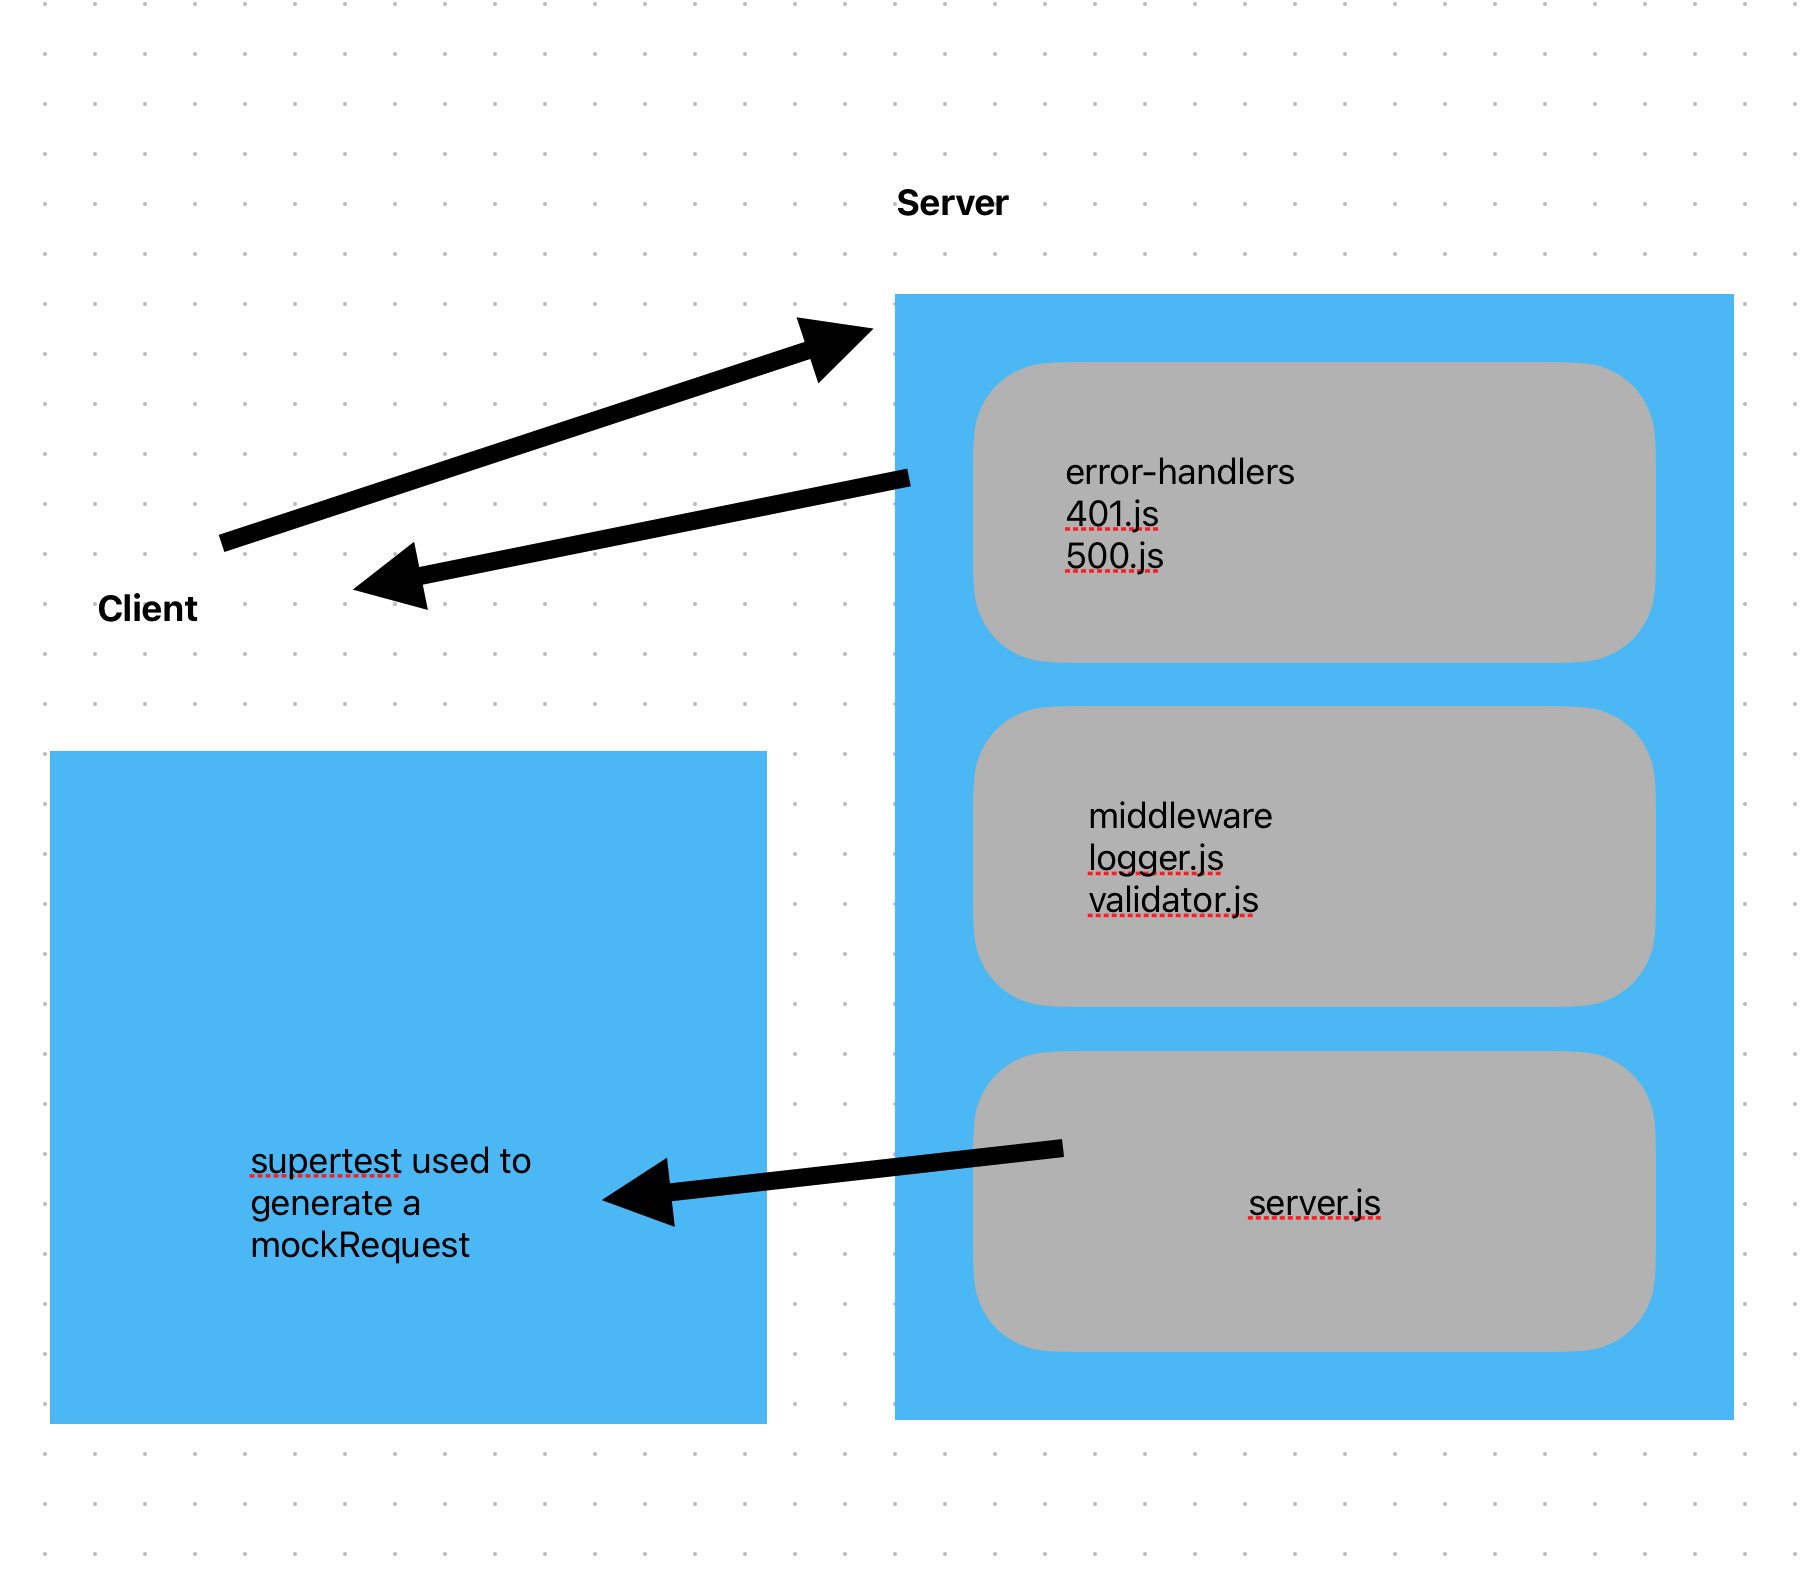 Server
error-handlers
401.js
500.js
Client
middleware
logger.js
validator.js
supertest used to
generate a
mockRequest
server.js